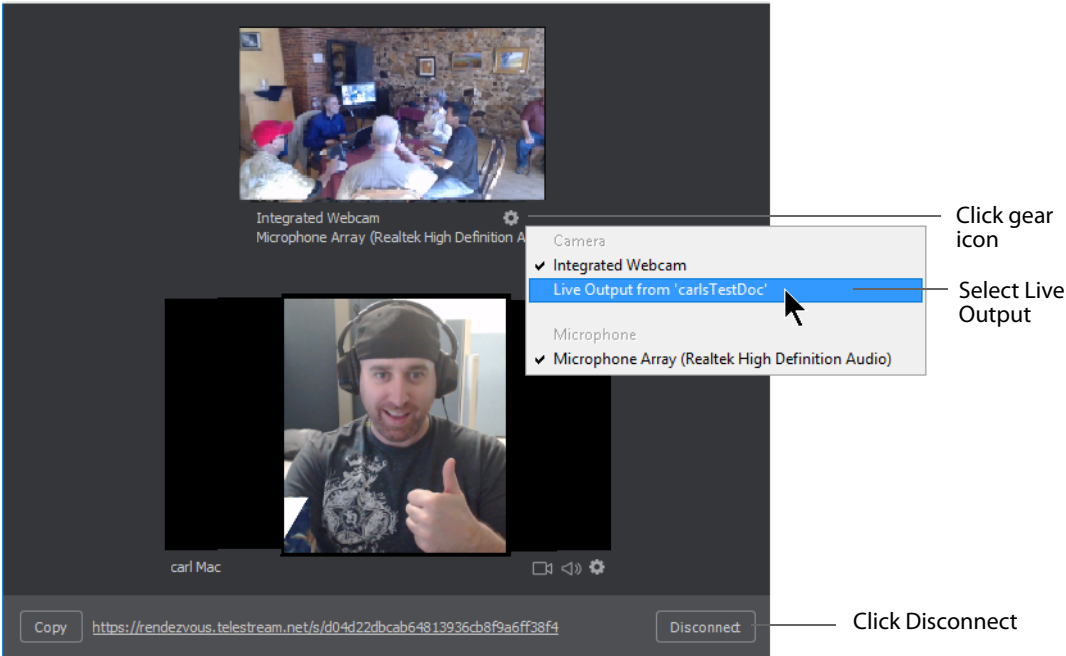 Integrated Webcam
Microphone Array (Realtek High Definition A
Click gear
icon
Camera
Integrated Webcam
Live Output from 'carlsTestDoc'
Select Live
Output
Microphone
Microphone Array (Realtek High Definition Audio)
carl Mac
Copy
https://rendezvous.telestream.net/s/d04d22dbcab64813936cb8f9a6ff38f4
Disconnect
Click Disconnect